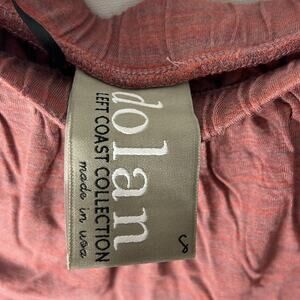 dolan
LEFT COAST COLLECTION
made in usa
S